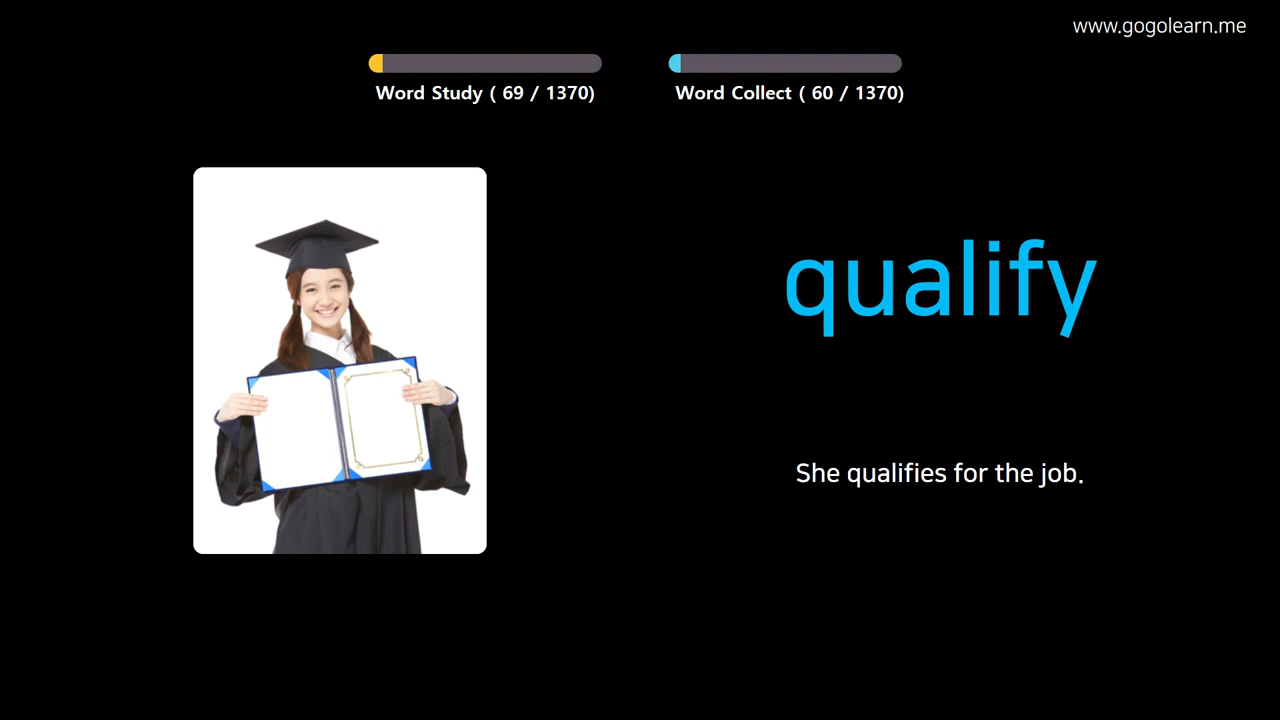 www.gogolearn.me
Word Study ( 69 / 1370)
Word Collect ( 60 / 1370)
qualify
She qualifies for the job.